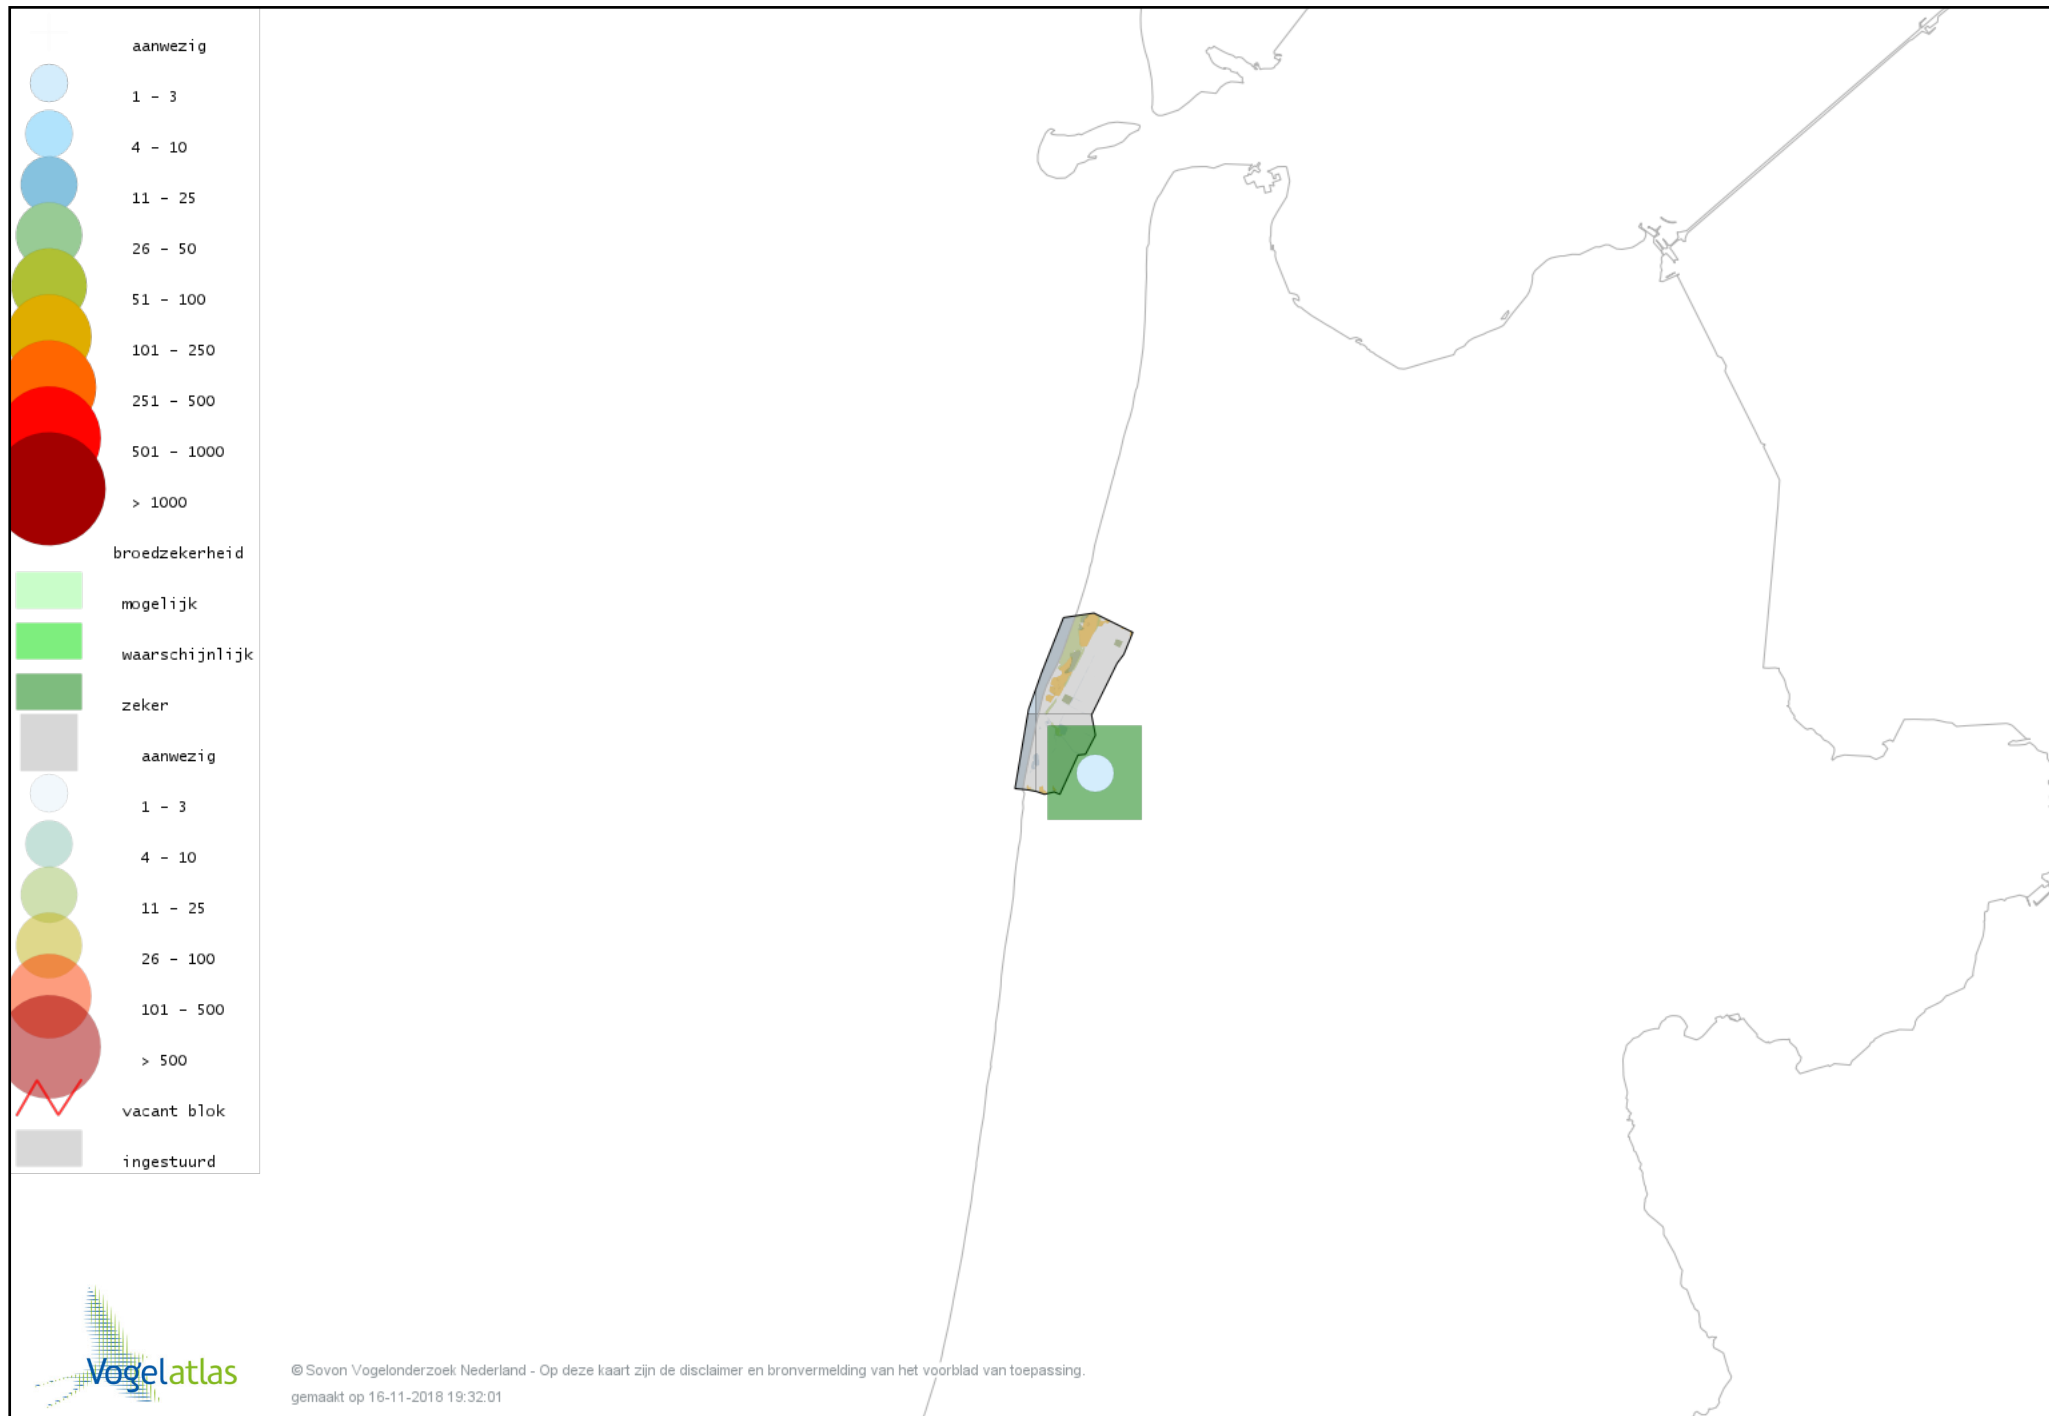 aanwezig
1 - 3
4 - 10
11 - 25
26 - 50
51 - 100
101 - 250
251 - 500
501 - 1000
> 1000
broedzekerheid
mogelijk
waarschijnlijk
zeker
aanwezig
1 - 3
4 - 10
11 - 25
26 - 100
101 - 500
> 500
vacant blok
ingestuurd
Vogelatlas
© Sovon Vogelonderzoek Nederland - Op deze kaart zijn de disclaimer en bronvermelding van het voorblad van toepassing.
gemaakt op 16-11-2018 19:32:01